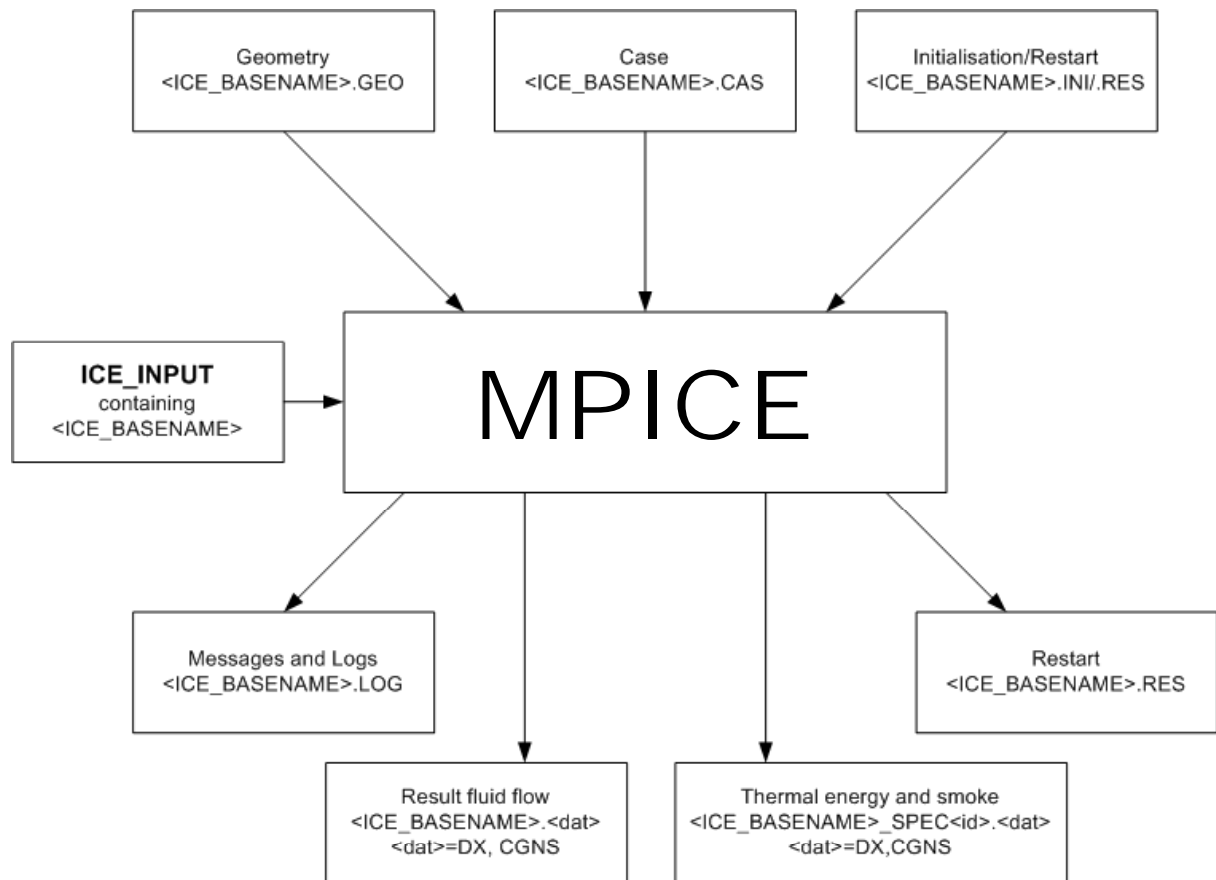 Geometry
<ICE_BASENAME>.GEO
Case
<ICE_BASENAME>.CAS
Initialisation/Restart
<ICE_BASENAME>.INI/.RES
ICE_INPUT
containing
<ICE_BASENAME>
MPICE
Messages and Logs
<ICE_BASENAME>.LOG
Restart
<ICE_BASENAME>.RES
Result fluid flow
<ICE_BASENAME>.<dat>
<dat>=DX, CGNS
Thermal energy and smoke
<ICE_BASENAME>_SPEC<id>.<dat>
<dat>=DX,CGNS